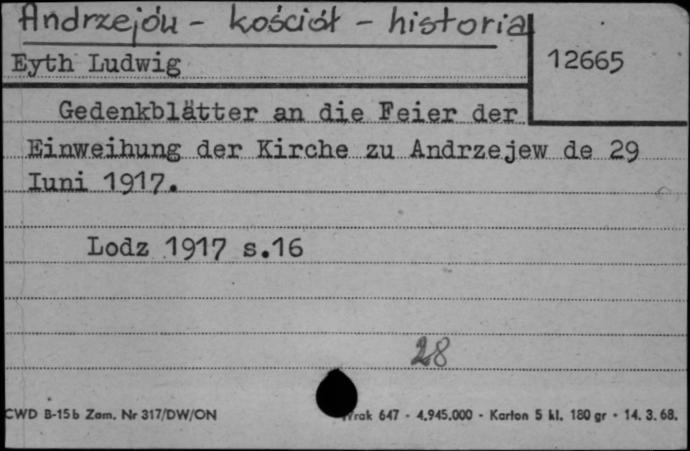 Andrzejów - kościół - historia
Eyth Ludwig
12665
Gedenkblätter an die Feier der
Einweihung der Kirche zu Andrzejew de 29
Iuni 1917.
Lodz 1917 s.16
28
CWD B-15b Zam. Nr 317/DW/ON
647 - 4.945.000 - Karton 5 kl. 180 gr - 14. 3. 68.